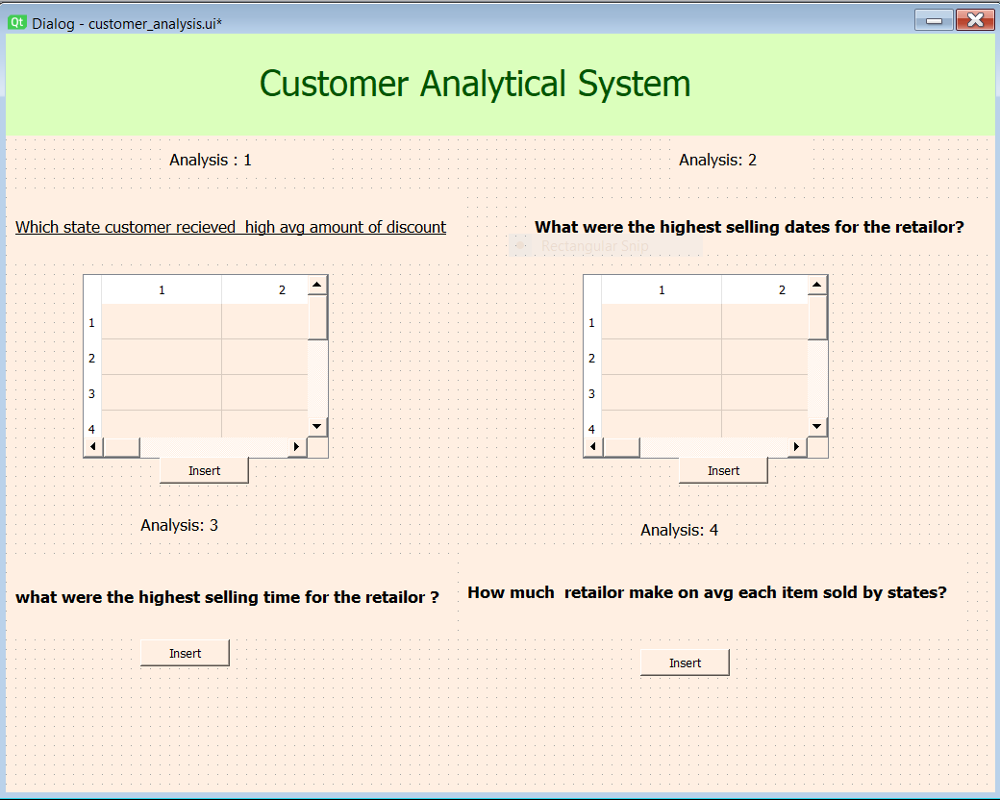 Qt Dialog - customer_analysis.ui*
Customer Analytical System
Analysis : 1
Analysis: 2
Which state customer recieved  high avg amount of discount
What were the highest selling dates for the retailor?
Rectangular Snip
1 2
1
2
3
4
Insert
1 2
1
2
3
4
Insert
Analysis: 3
Analysis: 4
what were the highest selling time for the retailor ?
How much  retailor make on avg each item sold by states?
Insert
Insert